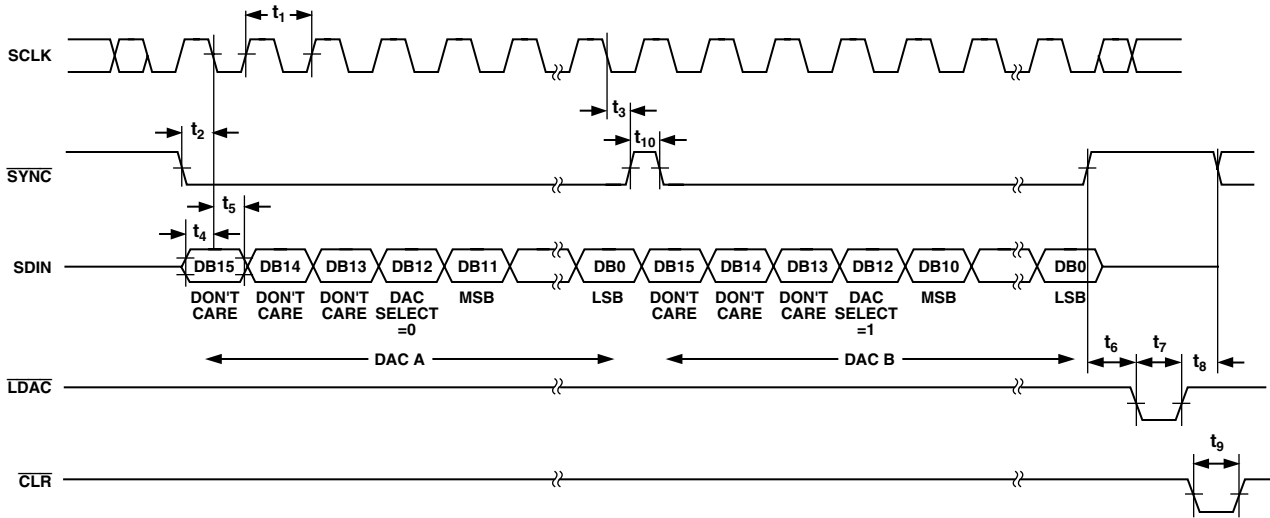 t1
SCLK
t3
t2
t10
SYNC
t5
t4
SDIN
DB15 DB14 DB13 DB12 DB11 DB0 DB15 DB14 DB13 DB12 DB10 DB0
DON'T CARE DON'T CARE DON'T CARE DAC SELECT =0 MSB LSB DON'T CARE DON'T CARE DON'T CARE DAC SELECT =1 MSB LSB
DAC A DAC B
t6 t7 t8
LDAC
t9
CLR